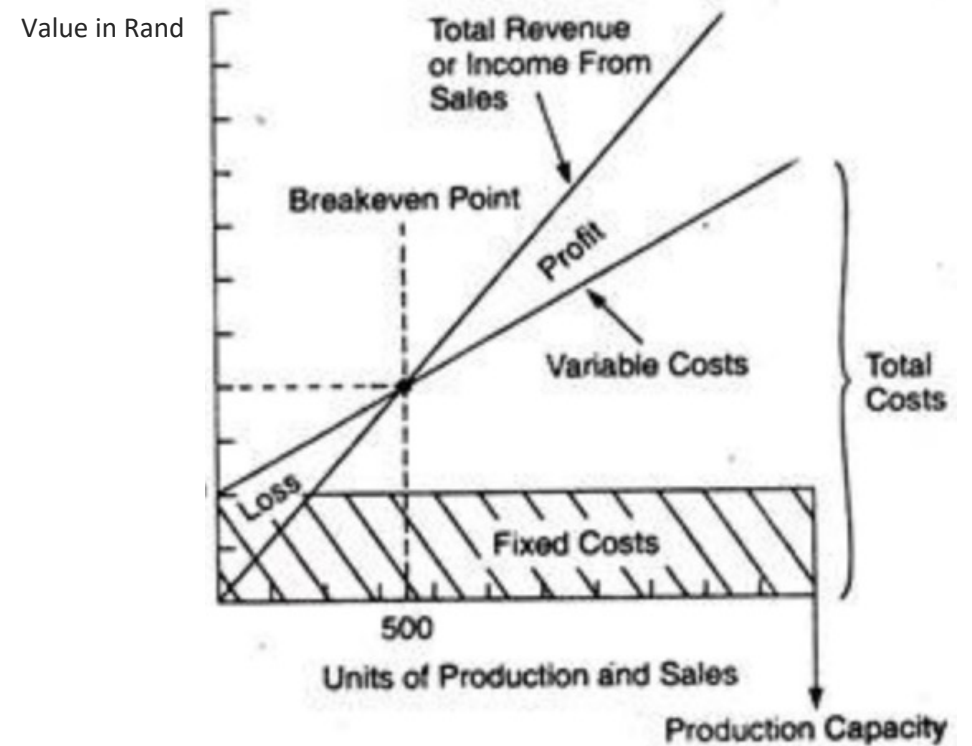 Value in Rand
Total Revenue
or Income From
Sales
Breakeven Point
Profit
Variable Costs
Total
Costs
Loss
Fixed Costs
500
Units of Production and Sales
Production Capacity